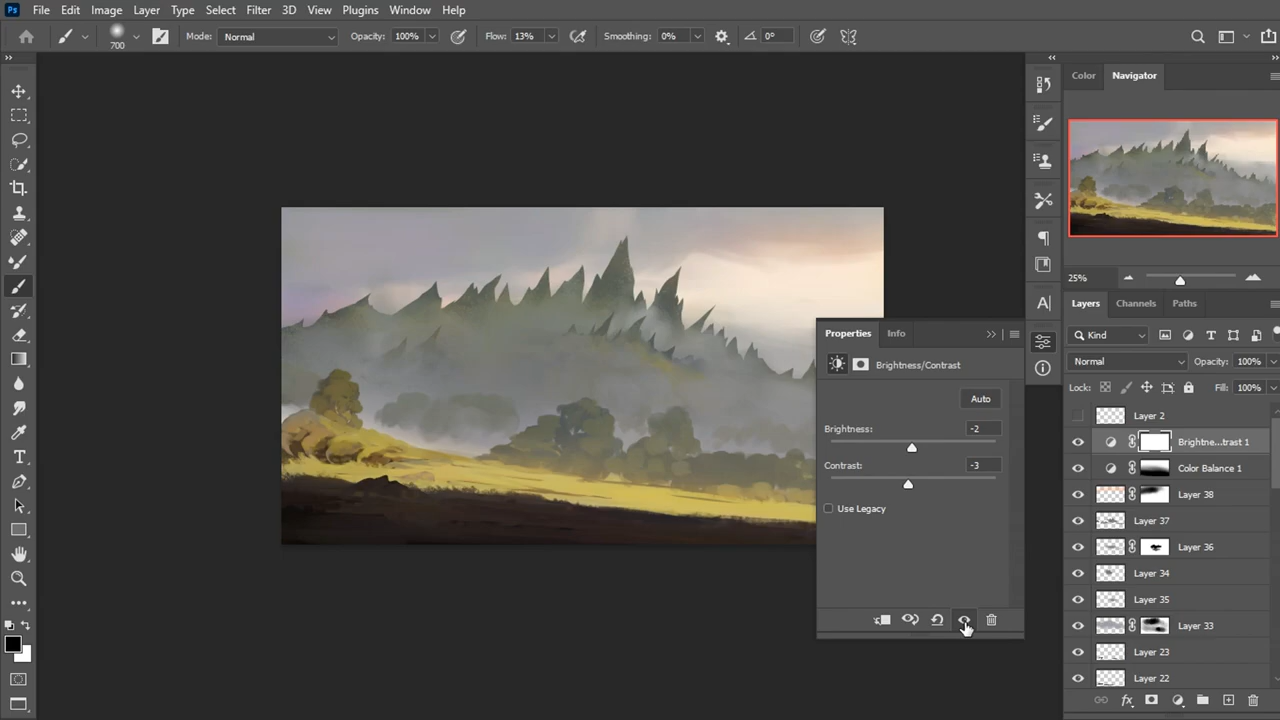 Ps File Edit Image Layer Type Select Filter 3D View Plugins Window Help
700 Mode: Normal Opacity: 100% Flow: 13% Smoothing: 0% 0°
Color Navigator
25%
Properties Info
Brightness/Contrast
Auto
Brightness: -2
Contrast: -3
Use Legacy
Layers Channels Paths
Kind
Normal Opacity: 100%
Lock: Fill: 100%
Layer 2
Brightne...trast 1
Color Balance 1
Layer 38
Layer 37
Layer 36
Layer 34
Layer 35
Layer 33
Layer 23
Layer 22